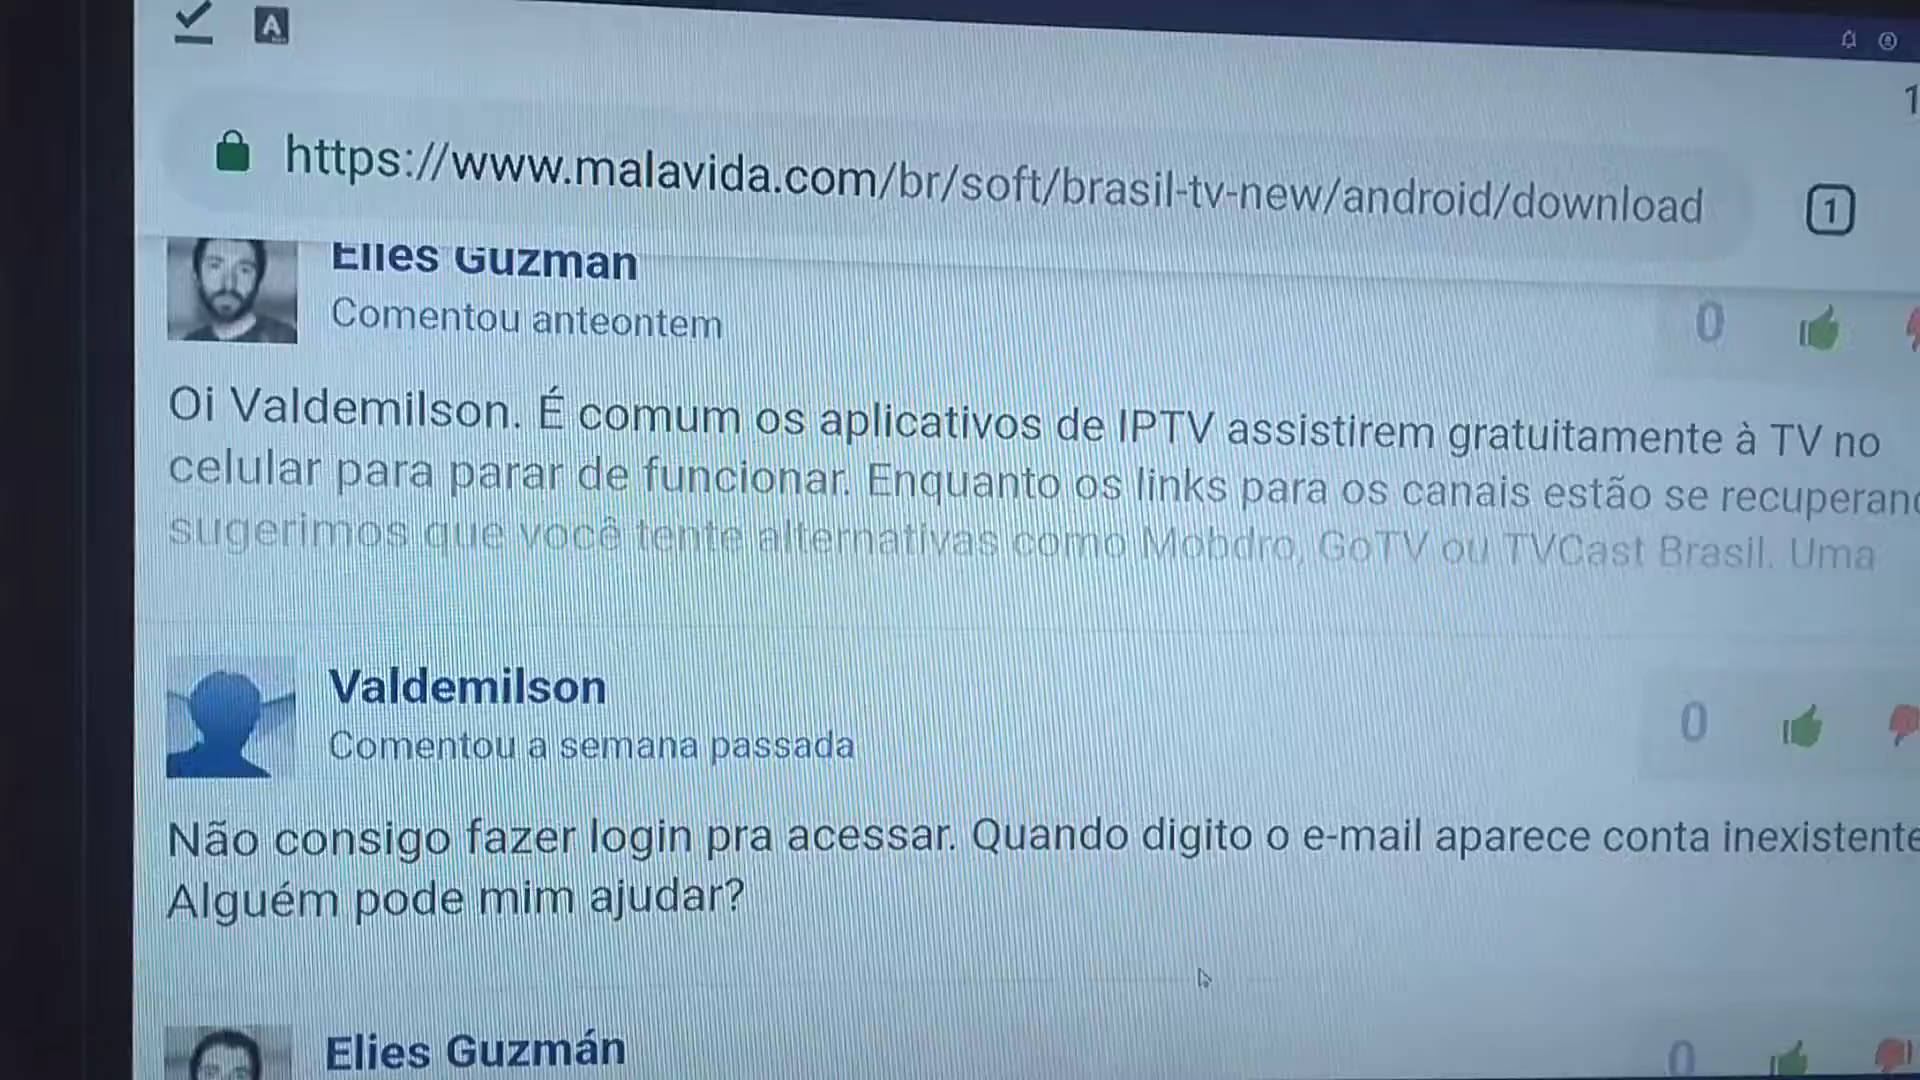 A
https://www.malavida.com/br/soft/brasil-tv-new/android/download
1
1
Elies Guzmán
Comentou anteontem
0
Oi Valdemilson. É comum os aplicativos de IPTV assistirem gratuitamente à TV no
celular para parar de funcionar. Enquanto os links para os canais estão se recuperand
sugerimos que você tente alternativas como Mobdro, GoTV ou TVCast Brasil. Uma
Valdemilson
Comentou a semana passada
0
Não consigo fazer login pra acessar. Quando digito o e-mail aparece conta inexistente
Alguém pode mim ajudar?
Elies Guzmán
0